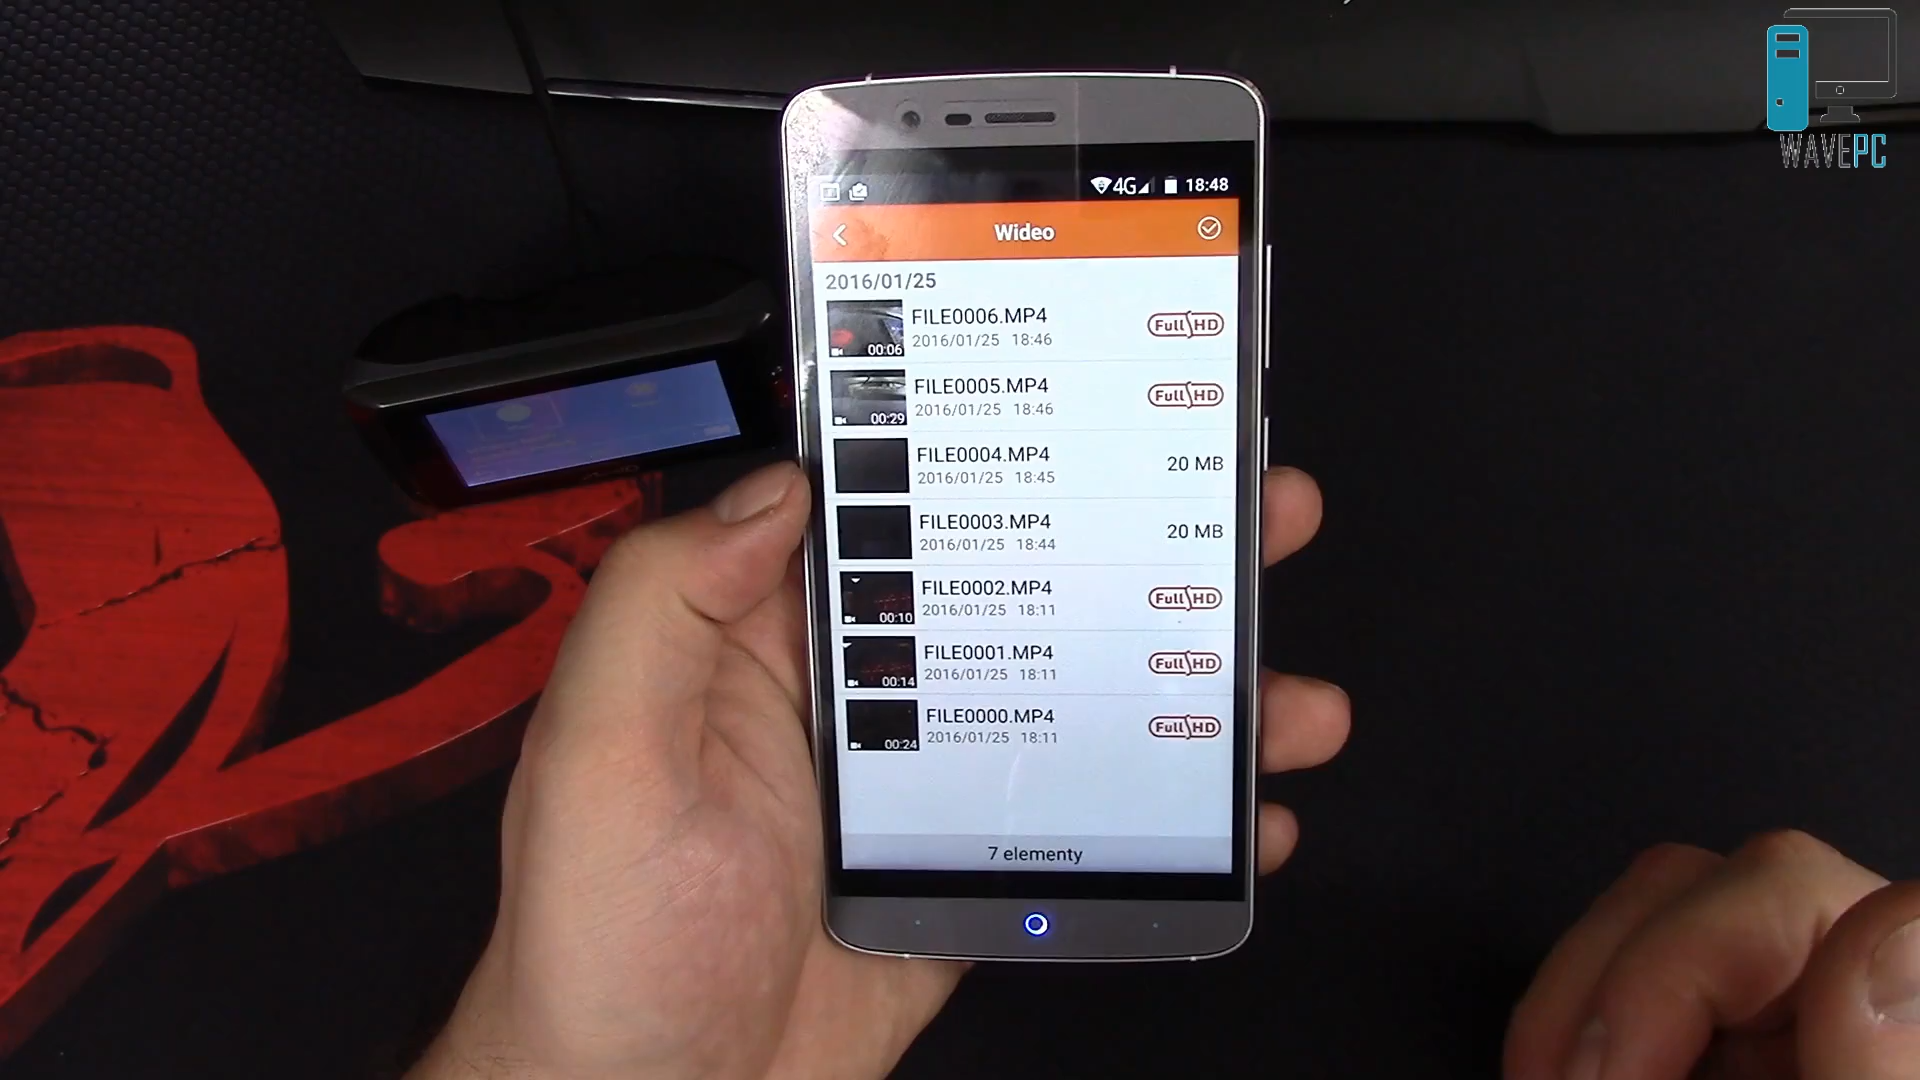 WAVEPC
4G 18:48
Wideo
2016/01/25
FILE0006.MP4
00:06 2016/01/25 18:46
Full HD
FILE0005.MP4
00:29 2016/01/25 18:46
Full HD
FILE0004.MP4
2016/01/25 18:45
20 MB
FILE0003.MP4
2016/01/25 18:44
20 MB
FILE0002.MP4
00:10 2016/01/25 18:11
Full HD
FILE0001.MP4
00:14 2016/01/25 18:11
Full HD
FILE0000.MP4
00:24 2016/01/25 18:11
Full HD
7 elementy